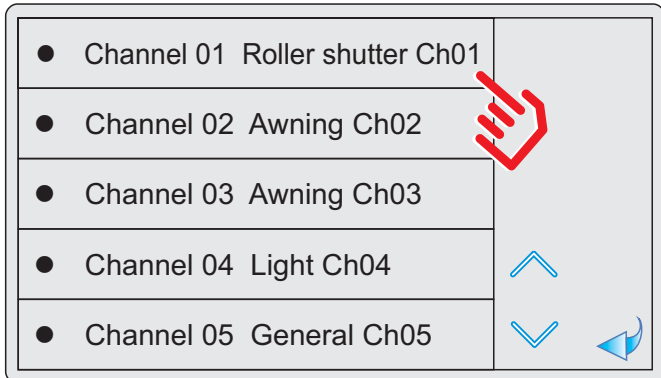 Channel 01 Roller shutter Ch01
Channel 02 Awning Ch02
Channel 03 Awning Ch03
Channel 04 Light Ch04
Channel 05 General Ch05